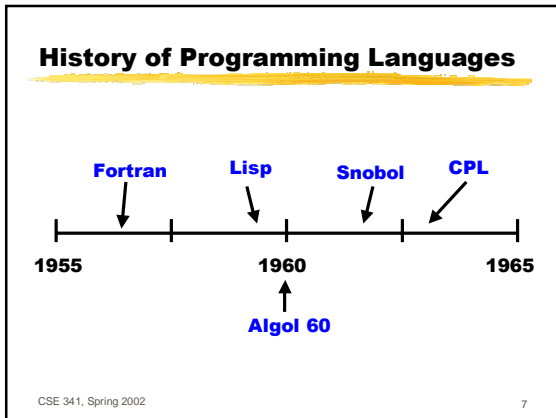 History of Programming Languages
Fortran Lisp Snobol CPL
1955 1960 1965
Algol 60
CSE 341, Spring 2002 7